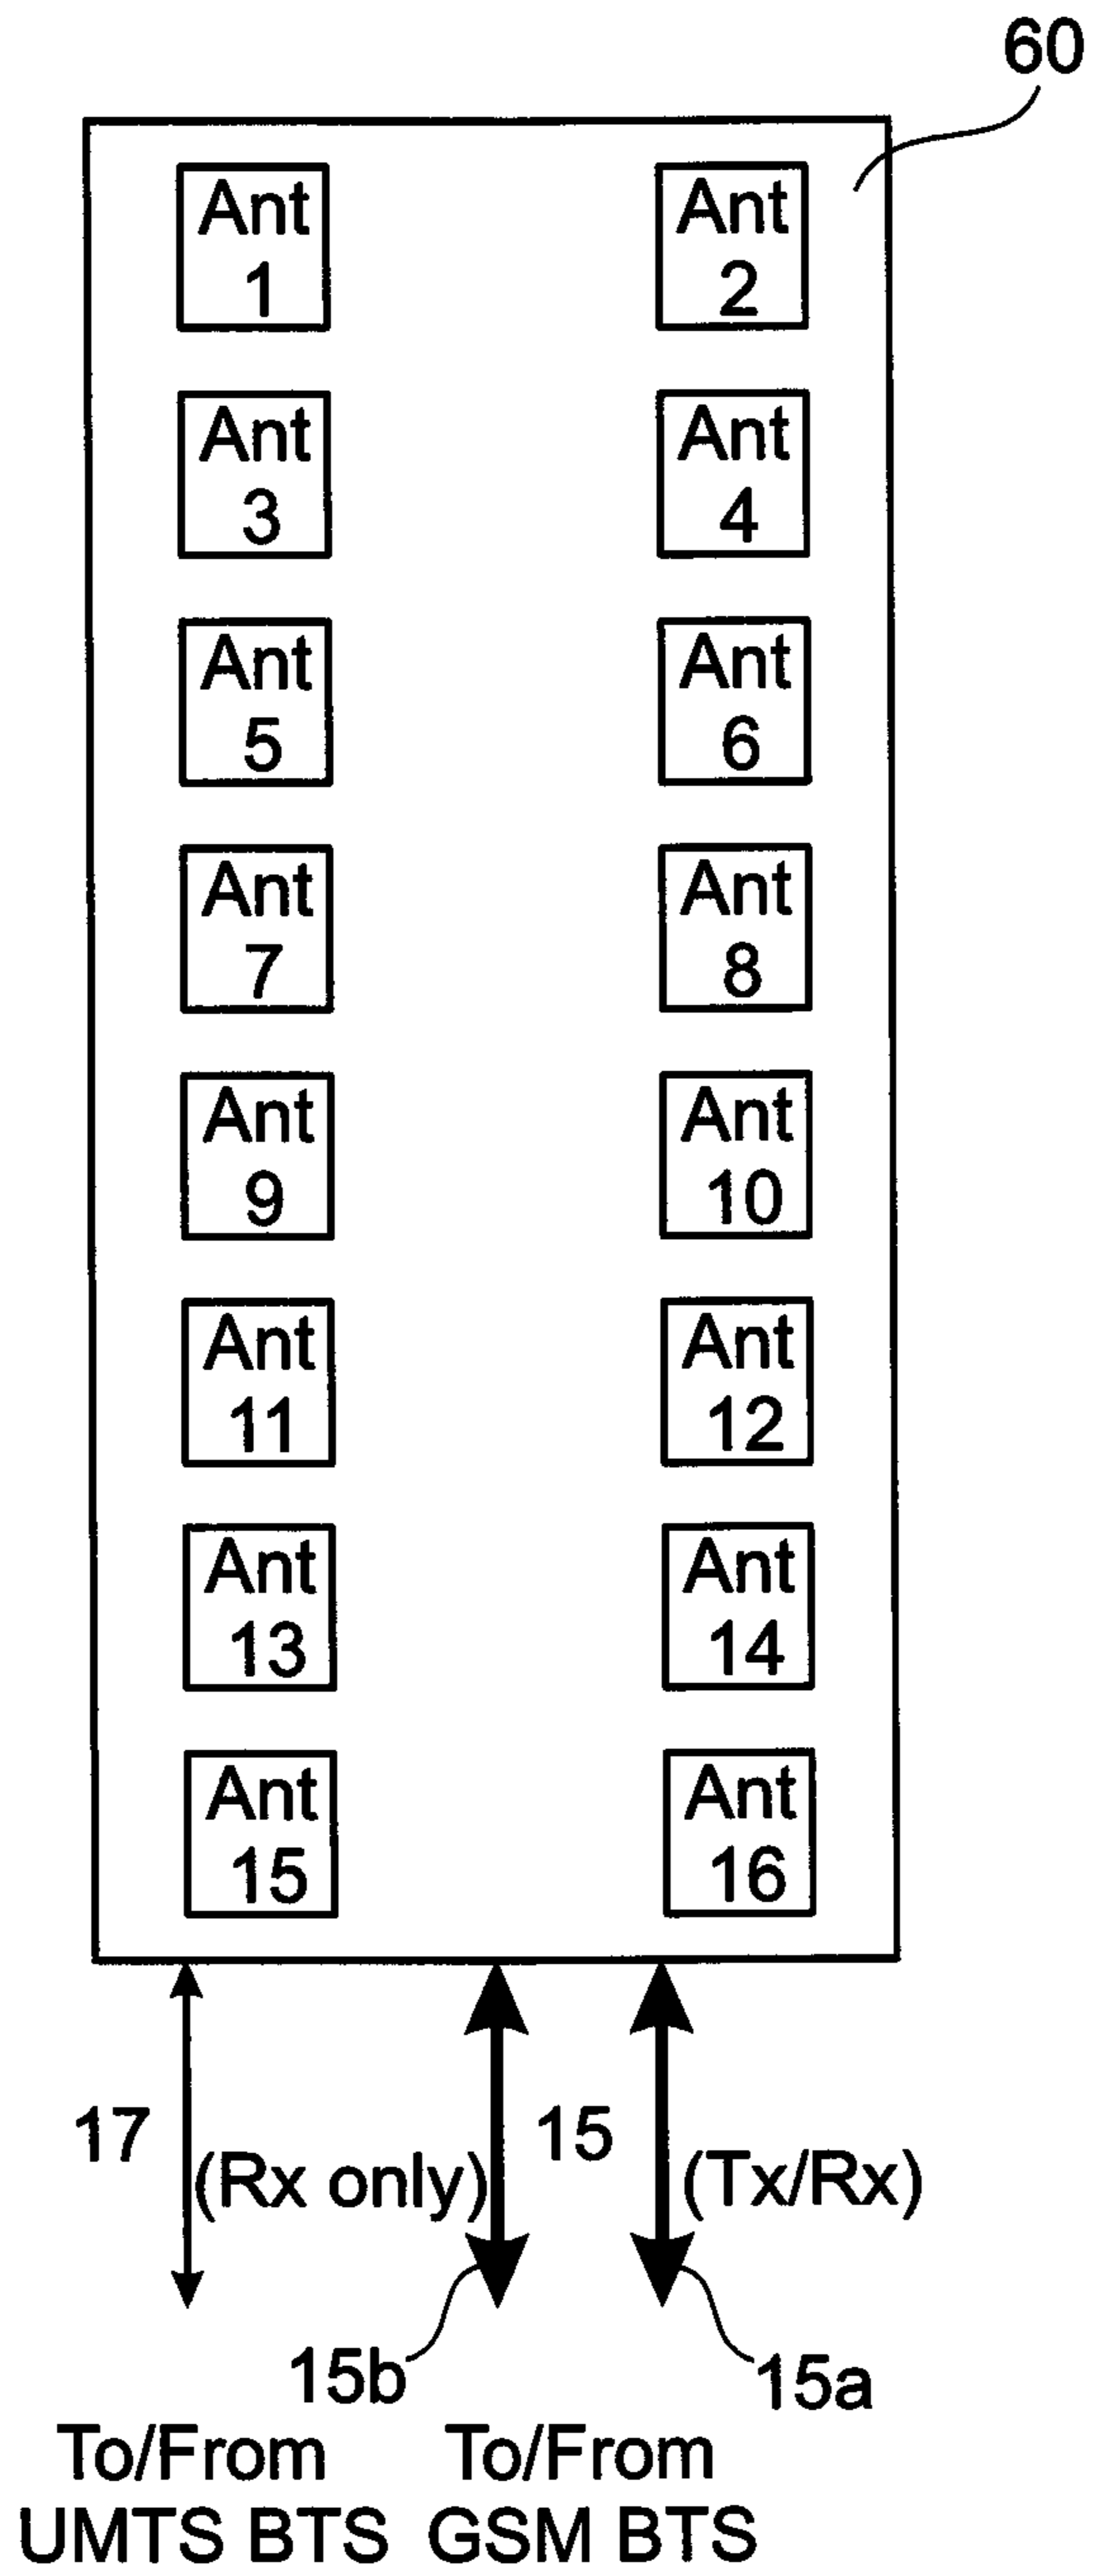 60
Ant
1
Ant
2
Ant
3
Ant
4
Ant
5
Ant
6
Ant
7
Ant
8
Ant
9
Ant
10
Ant
11
Ant
12
Ant
13
Ant
14
Ant
15
Ant
16
17
15
(Rx only)
(Tx/Rx)
15b
15a
To/From
UMTS BTS
To/From
GSM BTS